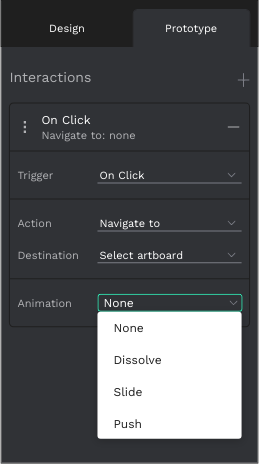 Design Prototype
Interactions
On Click
Navigate to: none
Trigger On Click
Action Navigate to
Destination Select artboard
Animation None
None
Dissolve
Slide
Push